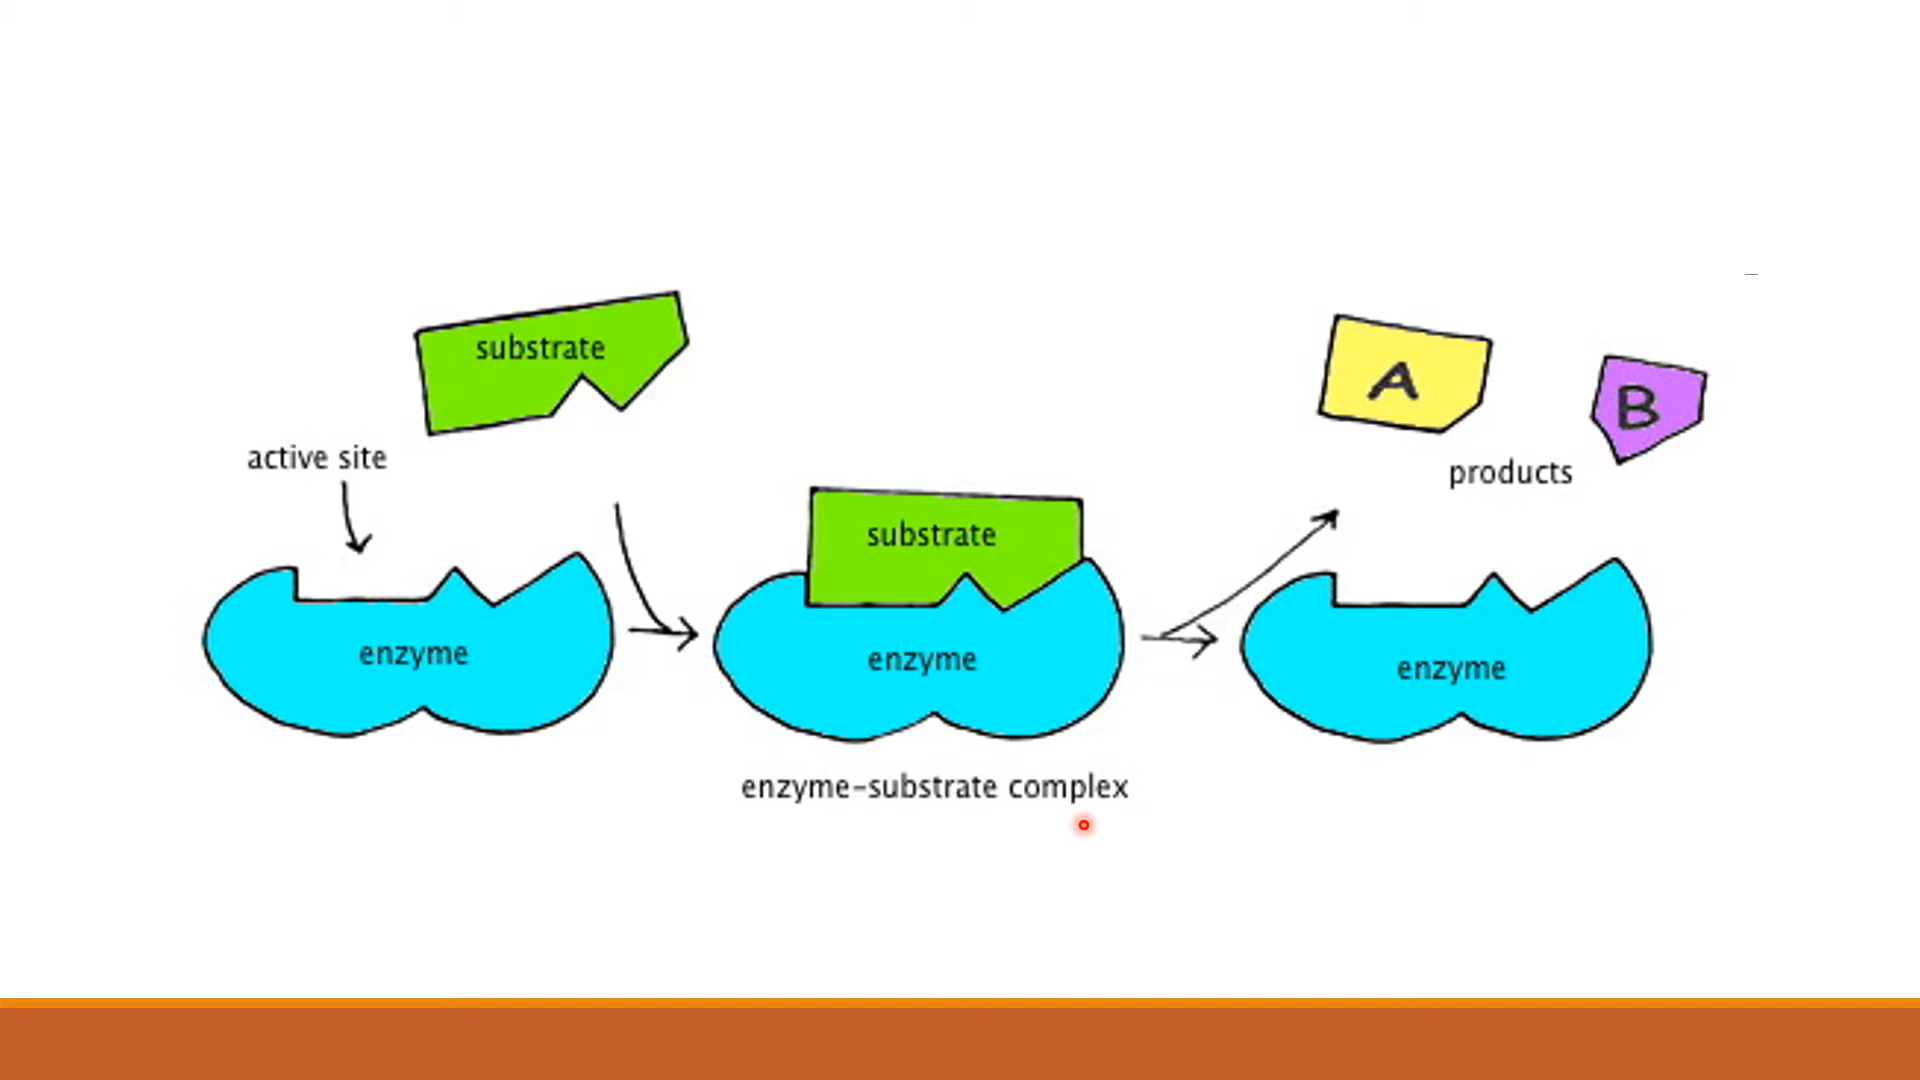 substrate
active site
enzyme
substrate
enzyme
enzyme-substrate complex
A
B
products
enzyme